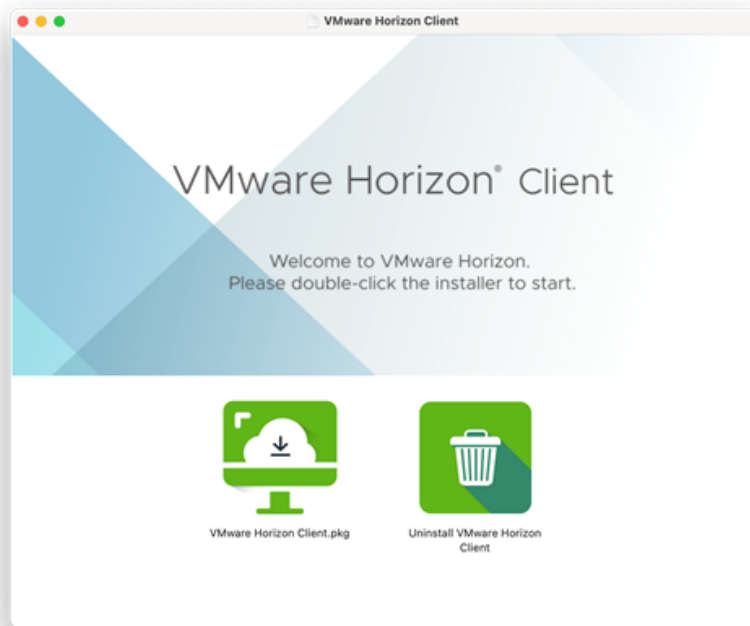 VMware Horizon Client
VMware Horizon® Client
Welcome to VMware Horizon.
Please double-click the installer to start.
VMware Horizon Client.pkg
Uninstall VMware Horizon
Client